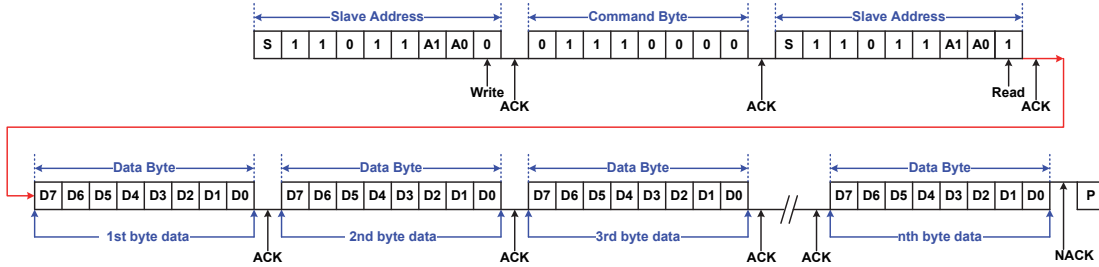 Slave Address Command Byte Slave Address
S 1 1 0 1 1 A1 A0 0 0 1 1 1 0 0 0 0 S 1 1 0 1 1 A1 A0 1
Write ACK ACK Read ACK
Data Byte Data Byte Data Byte Data Byte
D7 D6 D5 D4 D3 D2 D1 D0 D7 D6 D5 D4 D3 D2 D1 D0 D7 D6 D5 D4 D3 D2 D1 D0 // D7 D6 D5 D4 D3 D2 D1 D0 P
1st byte data 2nd byte data 3rd byte data nth byte data
ACK ACK ACK ACK NACK